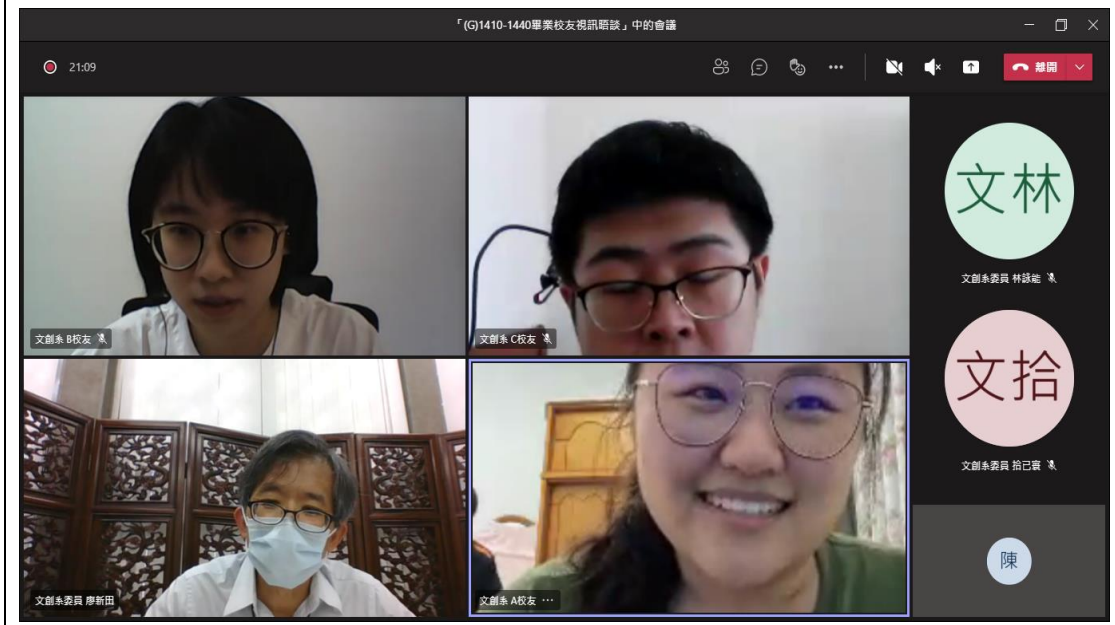 「(G)1410-1440畢業校友視訊晤談」中的會議
21:09
離開
文創系 B校友
文創系 C校友
文林
文創系委員 林詠能
文拾
文創系委員 拾已寰
文創系委員 廖新田
文創系 A校友 ...
陳